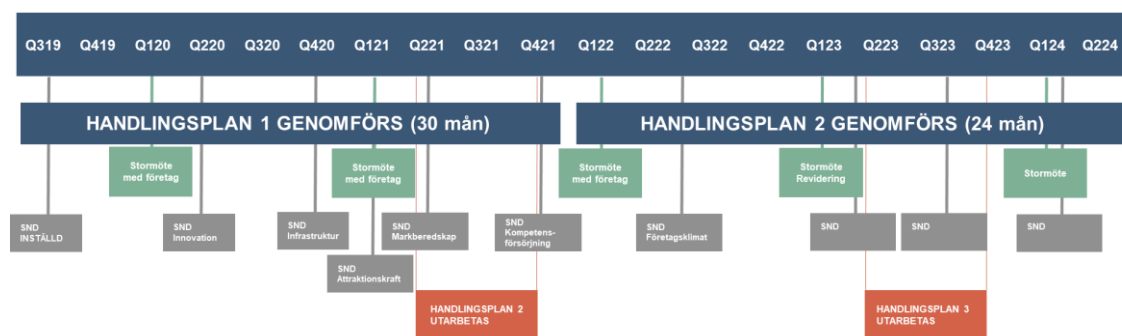 Q319 Q419 Q120 Q220 Q320 Q420 Q121 Q221 Q321 Q421 Q122 Q222 Q322 Q422 Q123 Q223 Q323 Q423 Q124 Q224
HANDLINGSPLAN 1 GENOMFÖRS (30 mån)
HANDLINGSPLAN 2 GENOMFÖRS (24 mån)
Stormöte
med företag
Stormöte
med företag
Stormöte
med företag
Stormöte
Revidering
Stormöte
SND
INSTÄLLD
SND
Innovation
SND
Infrastruktur
SND
Markberedskap
SND
Kompetens-
försörjning
SND
Företagsklimat
SND
SND
SND
SND
Attraktionskraft
HANDLINGSPLAN 2
UTARBETAS
HANDLINGSPLAN 3
UTARBETAS